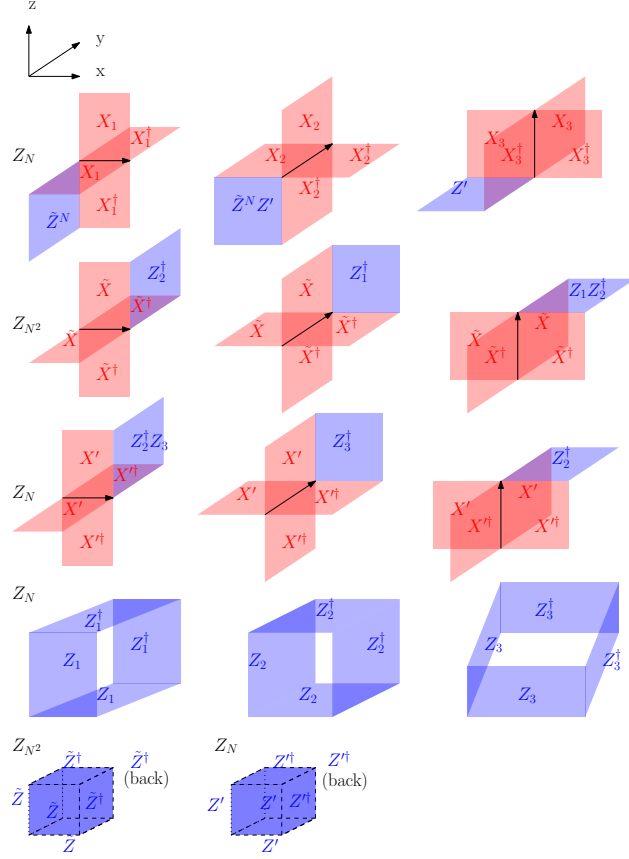 z
y
x
Z_N
X_1
X_1^†
X_1
Z̃^N
X_1^†
X_2
X_2
X_2^†
Z̃^N Z′
X_2^†
X_3
X_3
X_3^†
X_3^†
Z′
Z_{N^2}
X̃
Z_2^†
X̃
X̃^†
X̃^†
X̃
Z_1^†
X̃
X̃^†
X̃^†
Z_1Z_2^†
X̃
X̃
X̃^†
X̃^†
Z_N
X′
Z_2^†Z_3
X′
X′^†
X′^†
X′
Z_3^†
X′
X′^†
X′^†
Z_2^†
X′
X′
X′^†
X′^†
Z_N
Z_1^†
Z_1
Z_1^†
Z_1
Z_2^†
Z_2
Z_2^†
Z_2
Z_3^†
Z_3
Z_3^†
Z_3
Z_{N^2}
Z̃^†
Z̃^†
(back)
Z̃
Z̃
Z̃^†
Z̃
Z_N
Z′^†
Z′^†
(back)
Z′
Z′
Z′^†
Z′